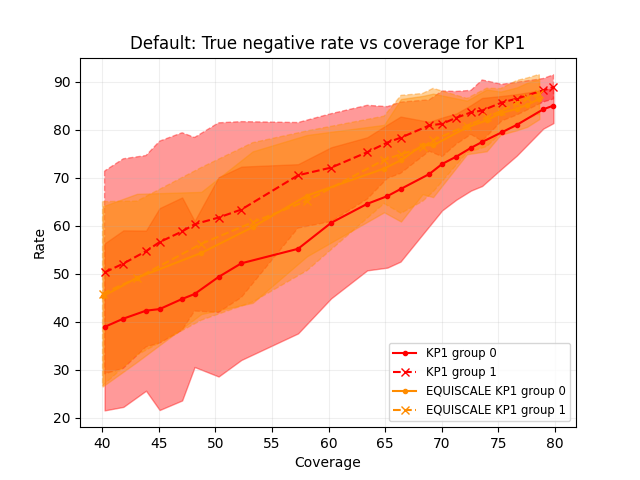 Default: True negative rate vs coverage for KP1
Rate
90
80
70
60
50
40
30
20
40
45
50
55
60
65
70
75
80
Coverage
KP1 group 0
KP1 group 1
EQUISCALE KP1 group 0
EQUISCALE KP1 group 1